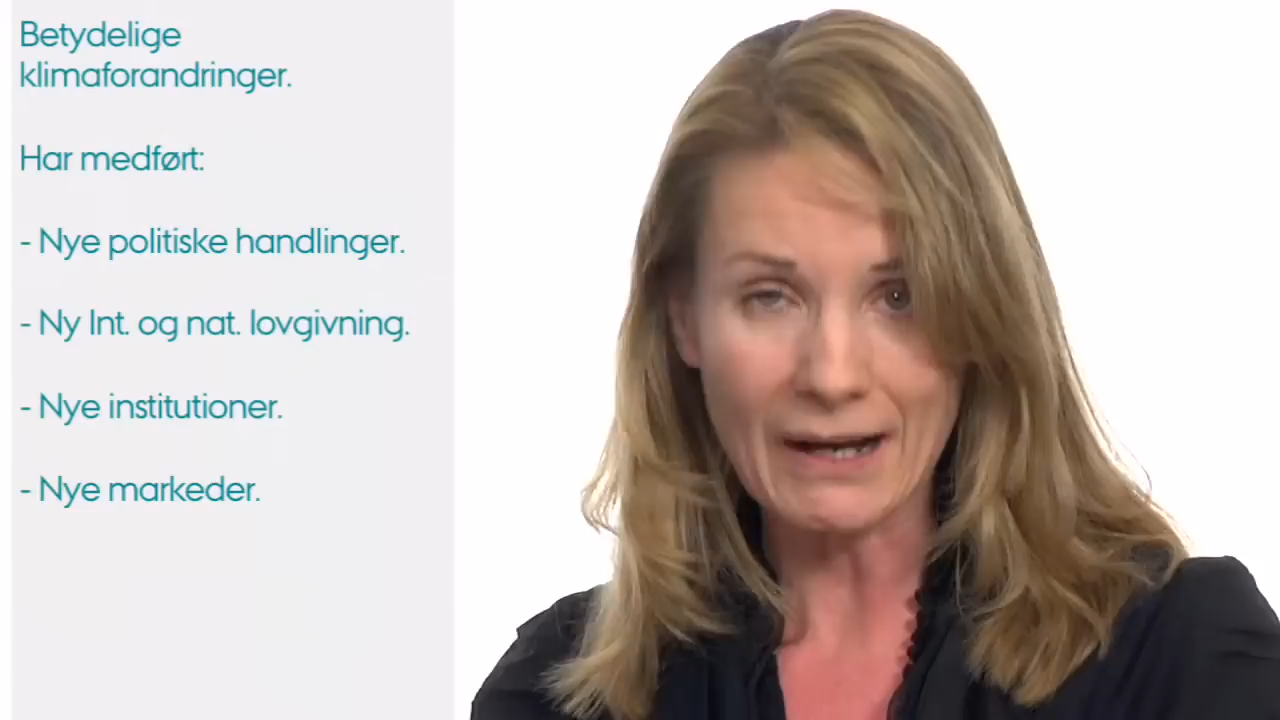 Betydelige
klimaforandringer.
Har medført:
- Nye politiske handlinger.
- Ny Int. og nat. lovgivning.
- Nye institutioner.
- Nye markeder.